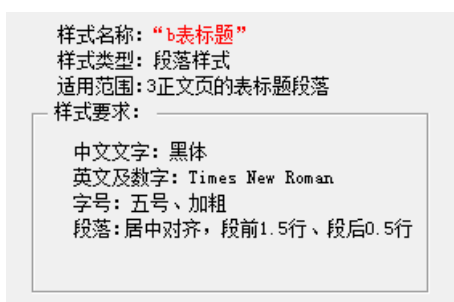 样式名称：“b表标题”
样式类型：段落样式
适用范围：3正文页的表标题段落
样式要求：
中文文字：黑体
英文及数字：Times New Roman
字号：五号、加粗
段落：居中对齐，段前1.5行、段后0.5行